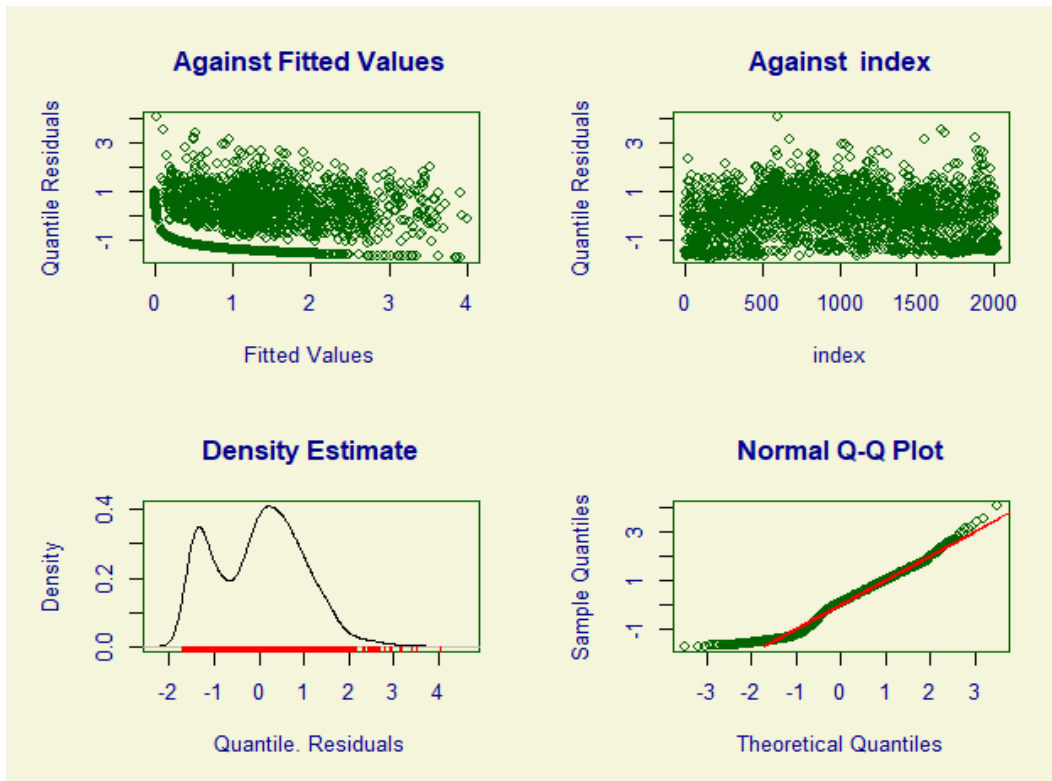 Against Fitted Values
Quantile Residuals
-1 1 3
0 1 2 3 4
Fitted Values
Against index
Quantile Residuals
-1 1 3
0 500 1000 1500 2000
index
Density Estimate
Density
0.0 0.2 0.4
-2 -1 0 1 2 3 4
Quantile. Residuals
Normal Q-Q Plot
Sample Quantiles
-1 1 3
-3 -2 -1 0 1 2 3
Theoretical Quantiles